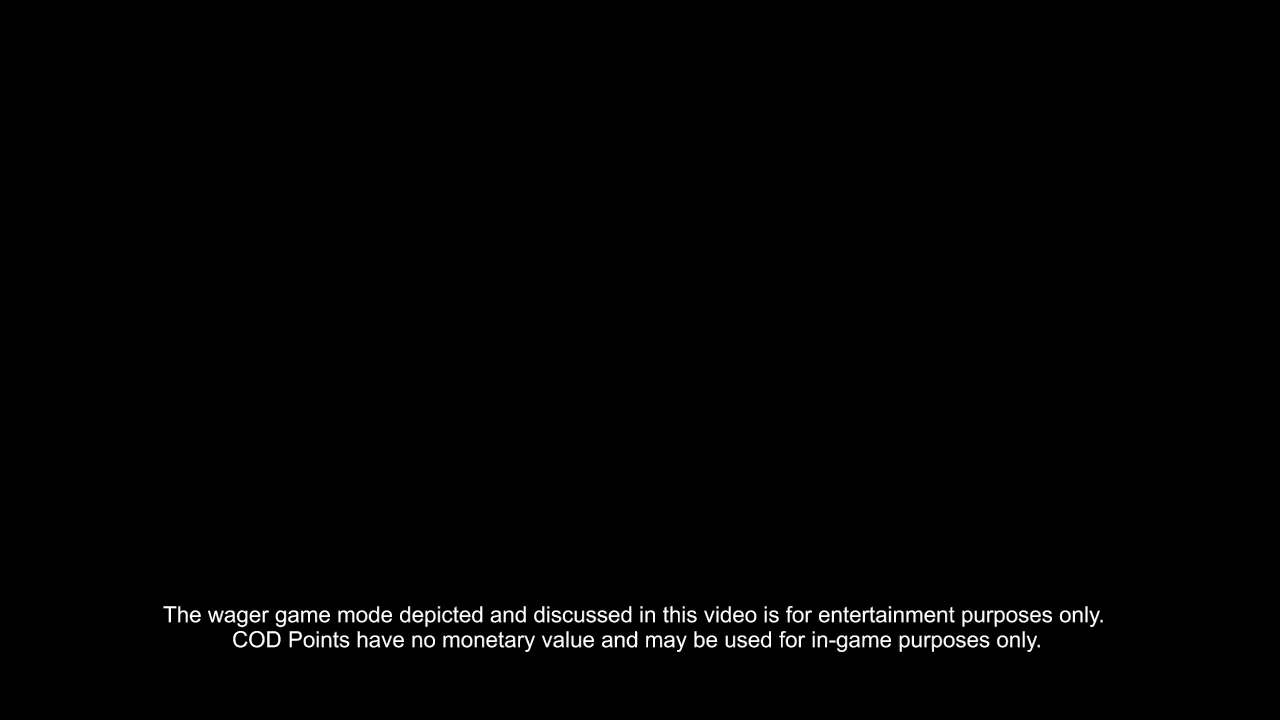 The wager game mode depicted and discussed in this video is for entertainment purposes only.
COD Points have no monetary value and may be used for in-game purposes only.